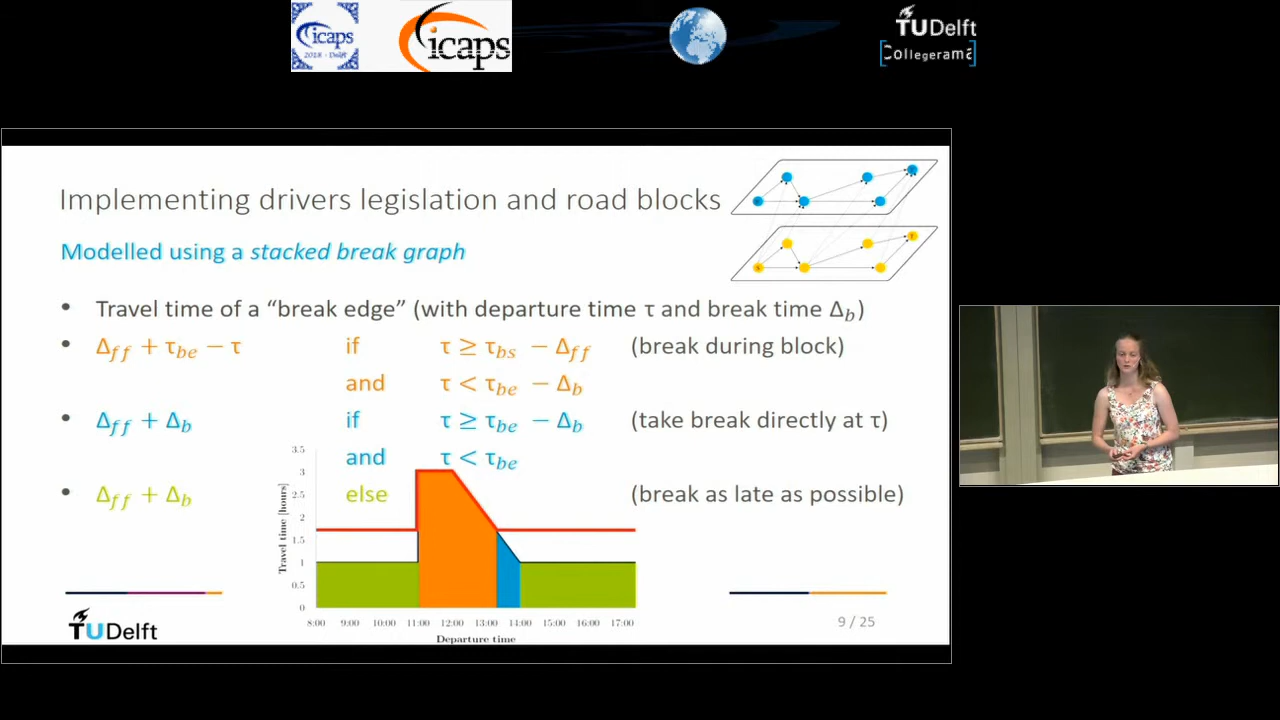 icaps
2018 - Delft
icaps
TUDelft
Collegerama
Implementing drivers legislation and road blocks
Modelled using a stacked break graph
• Travel time of a “break edge” (with departure time τ and break time Δb)
• Δff + τbe − τ if τ ≥ τbs − Δff (break during block)
and τ < τbe − Δb
• Δff + Δb if τ ≥ τbe − Δb (take break directly at τ)
and τ < τbe
• Δff + Δb else (break as late as possible)
Travel time [hours]
3.5
3
2.5
2
1.5
1
0.5
0
8:00 9:00 10:00 11:00 12:00 13:00 14:00 15:00 16:00 17:00
Departure time
TUDelft
9 / 25